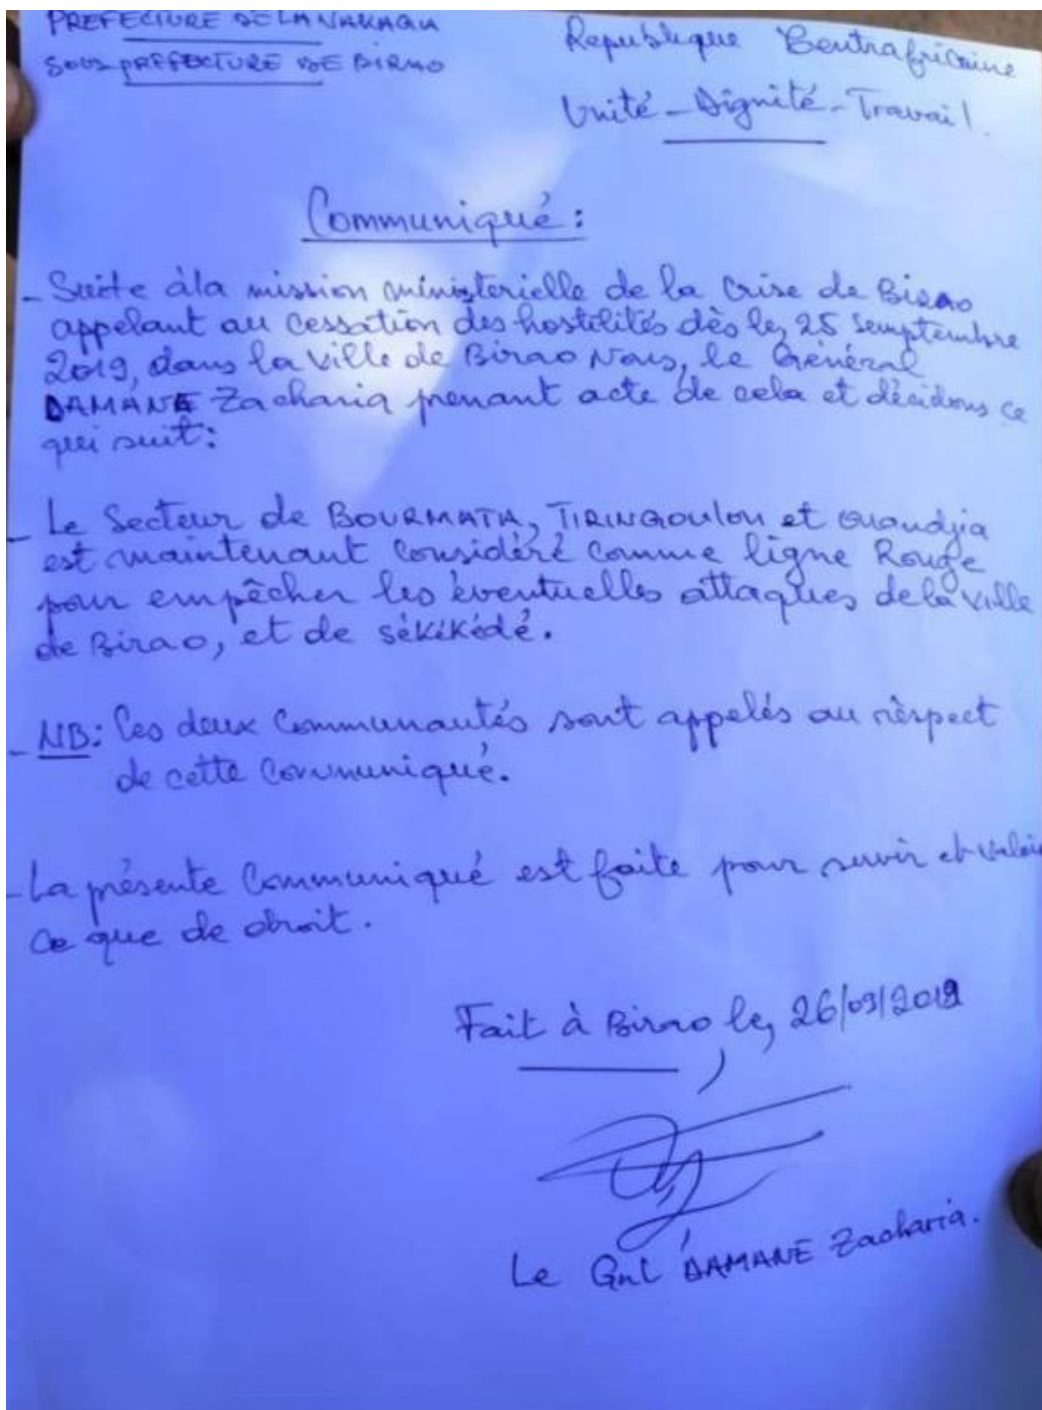 PREFECTURE DE LA VAKAGA
SOUS PREFECTURE DE BIRAO
Republique Centrafricaine
Unité - Dignité - Travail.
Communiqué :
- Suite à la mission ministerielle de la Crise de Birao
appelant au Cessation des hostilités dès le, 25 Semptembre
2019, dans la Ville de Birao Nous, le Général
DAMANE Zacharia prenant acte de cela et décidons ce
qui suit :
- Le Secteur de BOURMATA, TIRINGOULOU et Ouandjia
est maintenant Considéré Comme ligne Rouge
pour empêcher les éventuelles attaques de la ville
de Birao, et de sékikédé.
- NB : les deux Communautés sont appelés au rèspect
de cette Communiqué.
- La présente Communiqué est faite pour servir et valoir
Ce que de droit.
Fait à Birao le, 26/09/2019
Le Gnl DAMANE Zacharia.